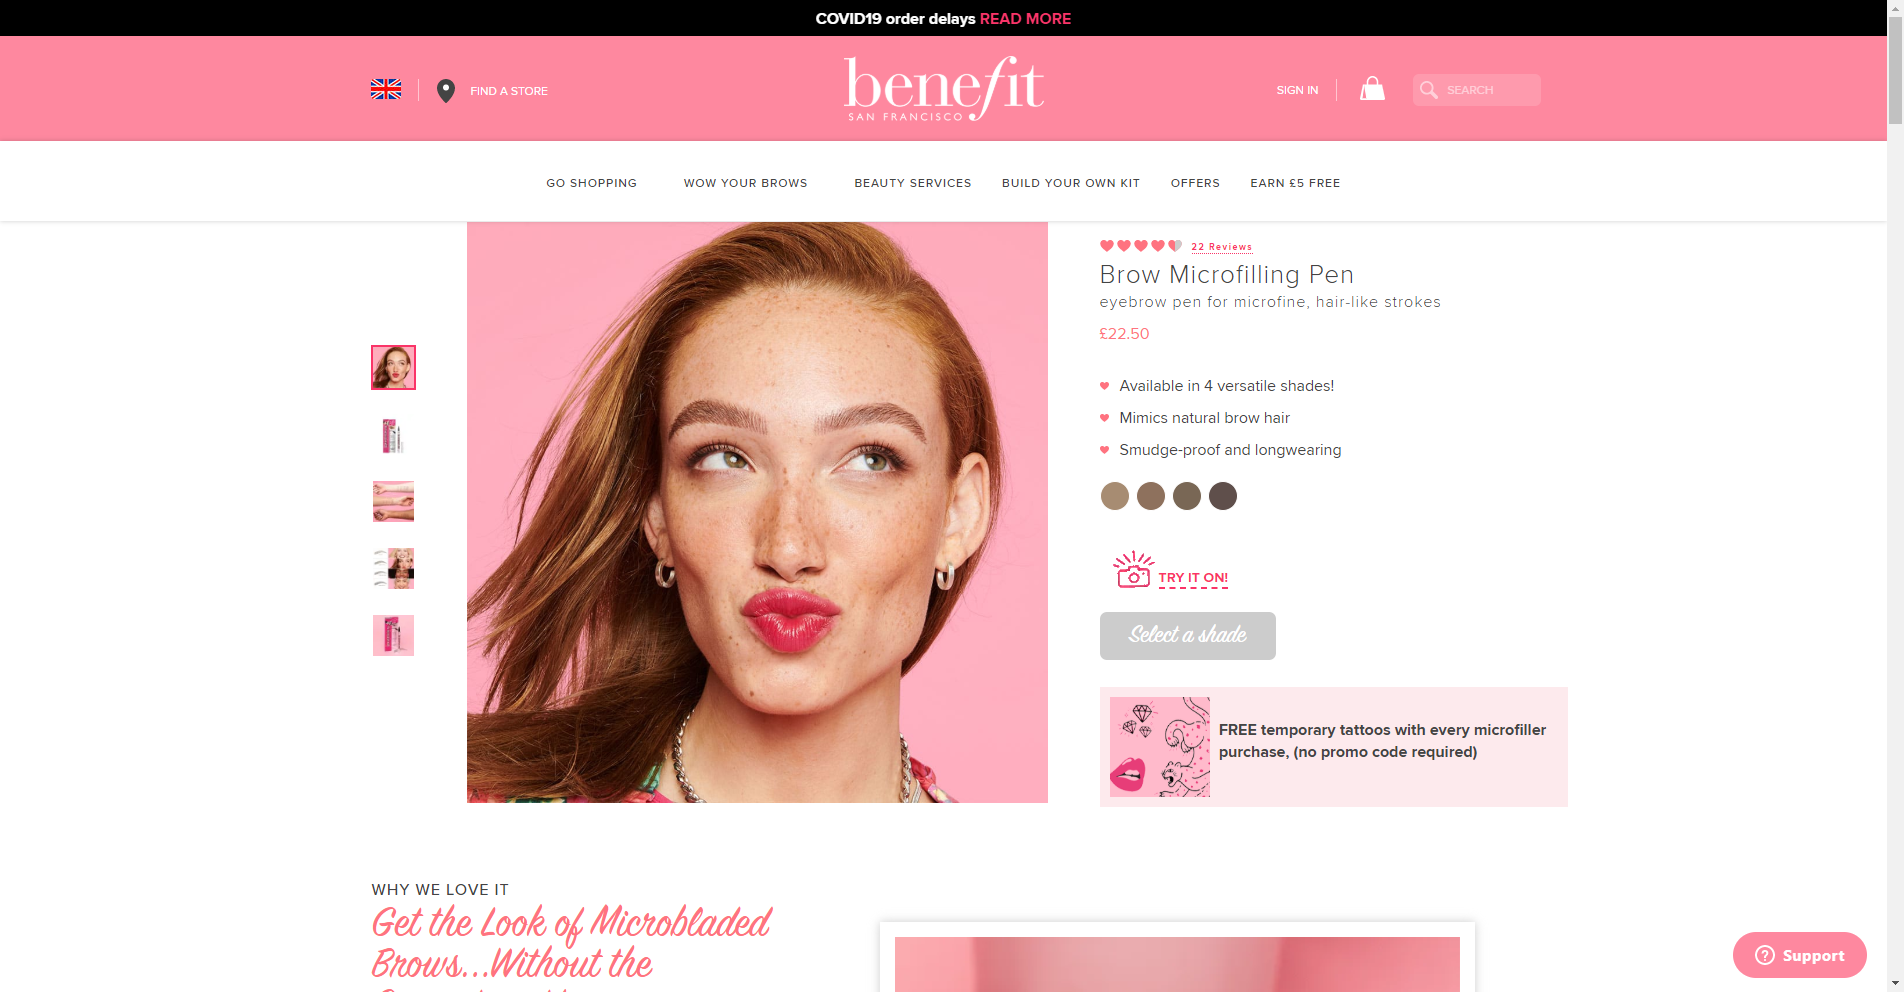 COVID19 order delays READ MORE
FIND A STORE
benefit
SAN FRANCISCO
SIGN IN
SEARCH
GO SHOPPING
WOW YOUR BROWS
BEAUTY SERVICES
BUILD YOUR OWN KIT
OFFERS
EARN £5 FREE
22 Reviews
Brow Microfilling Pen
eyebrow pen for microfine, hair-like strokes
£22.50
Available in 4 versatile shades!
Mimics natural brow hair
Smudge-proof and longwearing
TRY IT ON!
Select a shade
FREE temporary tattoos with every microfiller
purchase, (no promo code required)
WHY WE LOVE IT
Get the Look of Microbladed
Brows...Without the
Support